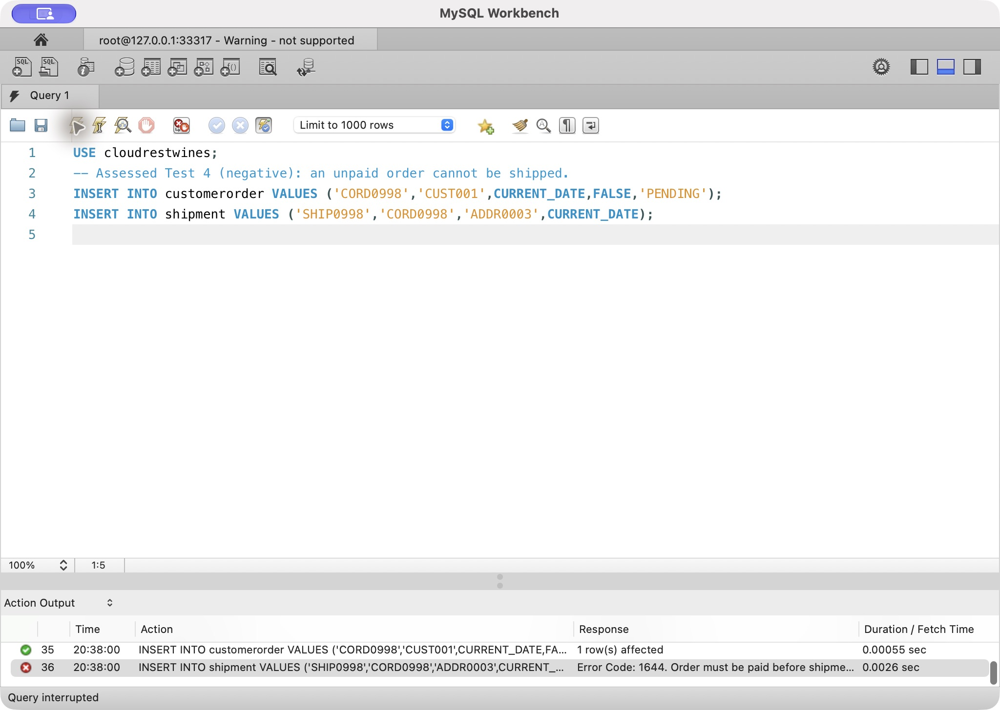 MySQL Workbench
root@127.0.0.1:33317 - Warning - not supported
SQL SQL f()
Query 1
Limit to 1000 rows
1 USE cloudrestwines;
2 -- Assessed Test 4 (negative): an unpaid order cannot be shipped.
3 INSERT INTO customerorder VALUES ('CORD0998','CUST001',CURRENT_DATE,FALSE,'PENDING');
4 INSERT INTO shipment VALUES ('SHIP0998','CORD0998','ADDR0003',CURRENT_DATE);
5
100% 1:5
Action Output
Time Action Response Duration / Fetch Time
35 20:38:00 INSERT INTO customerorder VALUES ('CORD0998','CUST001',CURRENT_DATE,FA... 1 row(s) affected 0.00055 sec
36 20:38:00 INSERT INTO shipment VALUES ('SHIP0998','CORD0998','ADDR0003',CURRENT_... Error Code: 1644. Order must be paid before shipme... 0.0026 sec
Query interrupted